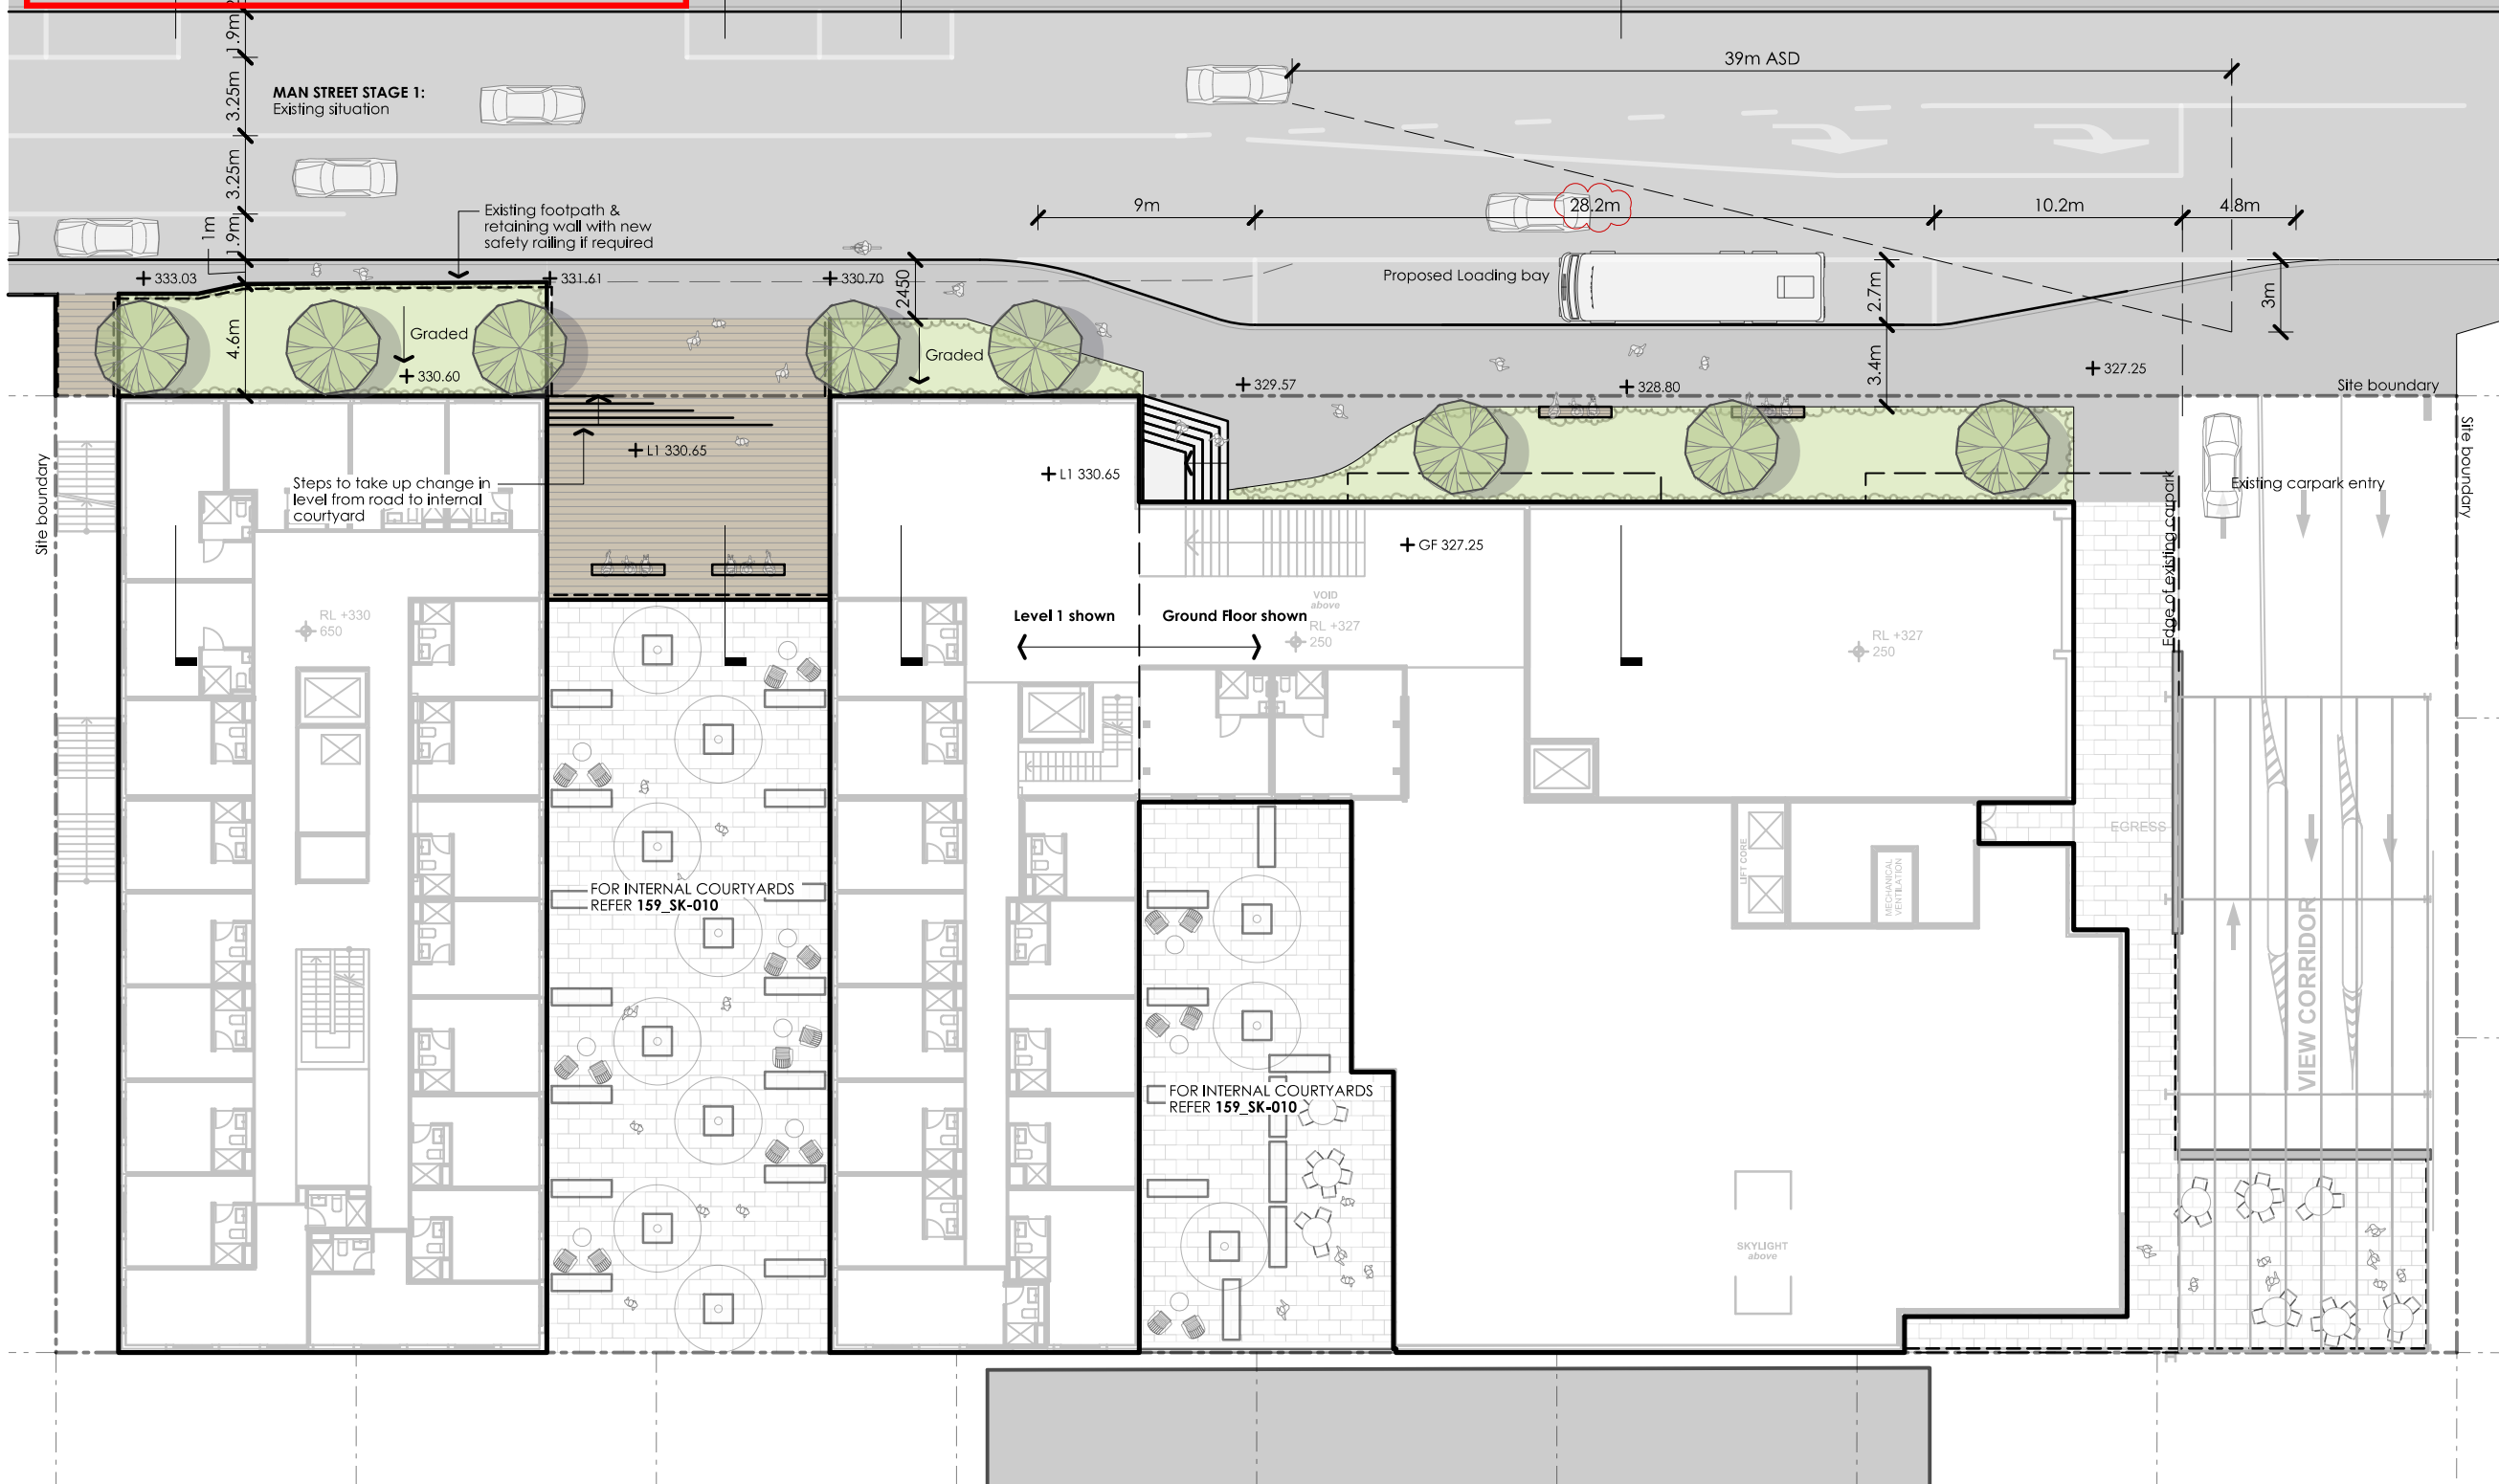 1.9m
39m ASD
3.25m
MAN STREET STAGE 1:
Existing situation
3.25m
Existing footpath &
retaining wall with new
safety railing if required
9m
28.2m
10.2m
4.8m
1.9m
1m
333.03
331.61
330.70
2450
Proposed Loading bay
2.7m
3m
4.6m
Graded
Graded
330.60
329.57
328.80
3.4m
327.25
Site boundary
L1 330.65
L1 330.65
Site boundary
Site boundary
Steps to take up change in
level from road to internal
courtyard
Existing carpark entry
GF 327.25
Edge of existing carpark
VOID
above
Level 1 shown
Ground Floor shown
RL +330
650
RL +327
250
RL +327
250
EGRESS
LIFT CORE
MECHANICAL
VENTILATION
FOR INTERNAL COURTYARDS
REFER 159_SK-010
VIEW CORRIDOR
FOR INTERNAL COURTYARDS
REFER 159_SK-010
SKYLIGHT
above